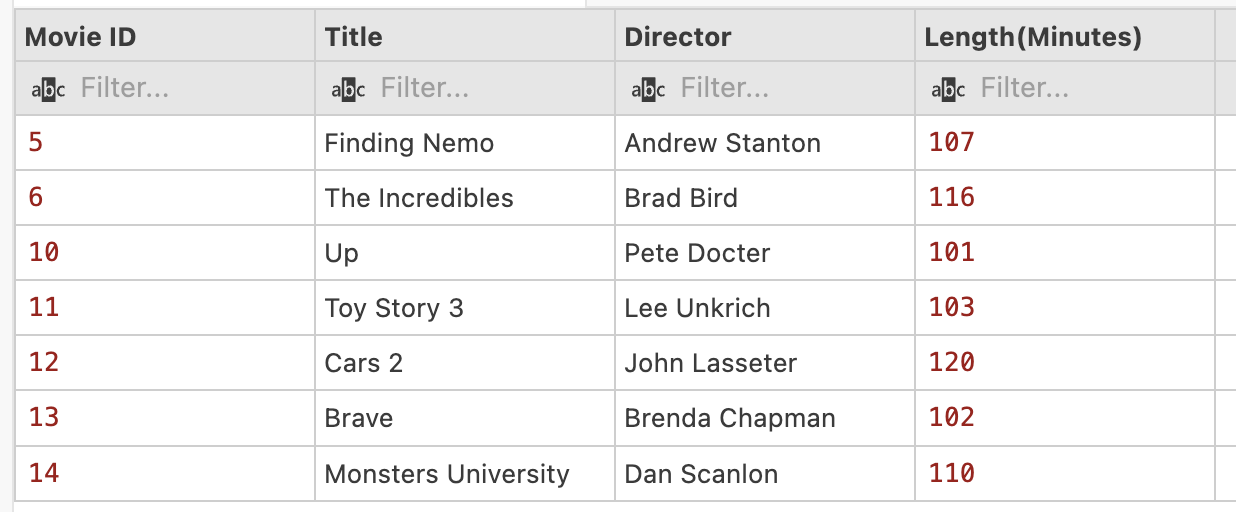 Movie ID Title Director Length(Minutes)
abc Filter... abc Filter... abc Filter... abc Filter...
5 Finding Nemo Andrew Stanton 107
6 The Incredibles Brad Bird 116
10 Up Pete Docter 101
11 Toy Story 3 Lee Unkrich 103
12 Cars 2 John Lasseter 120
13 Brave Brenda Chapman 102
14 Monsters University Dan Scanlon 110